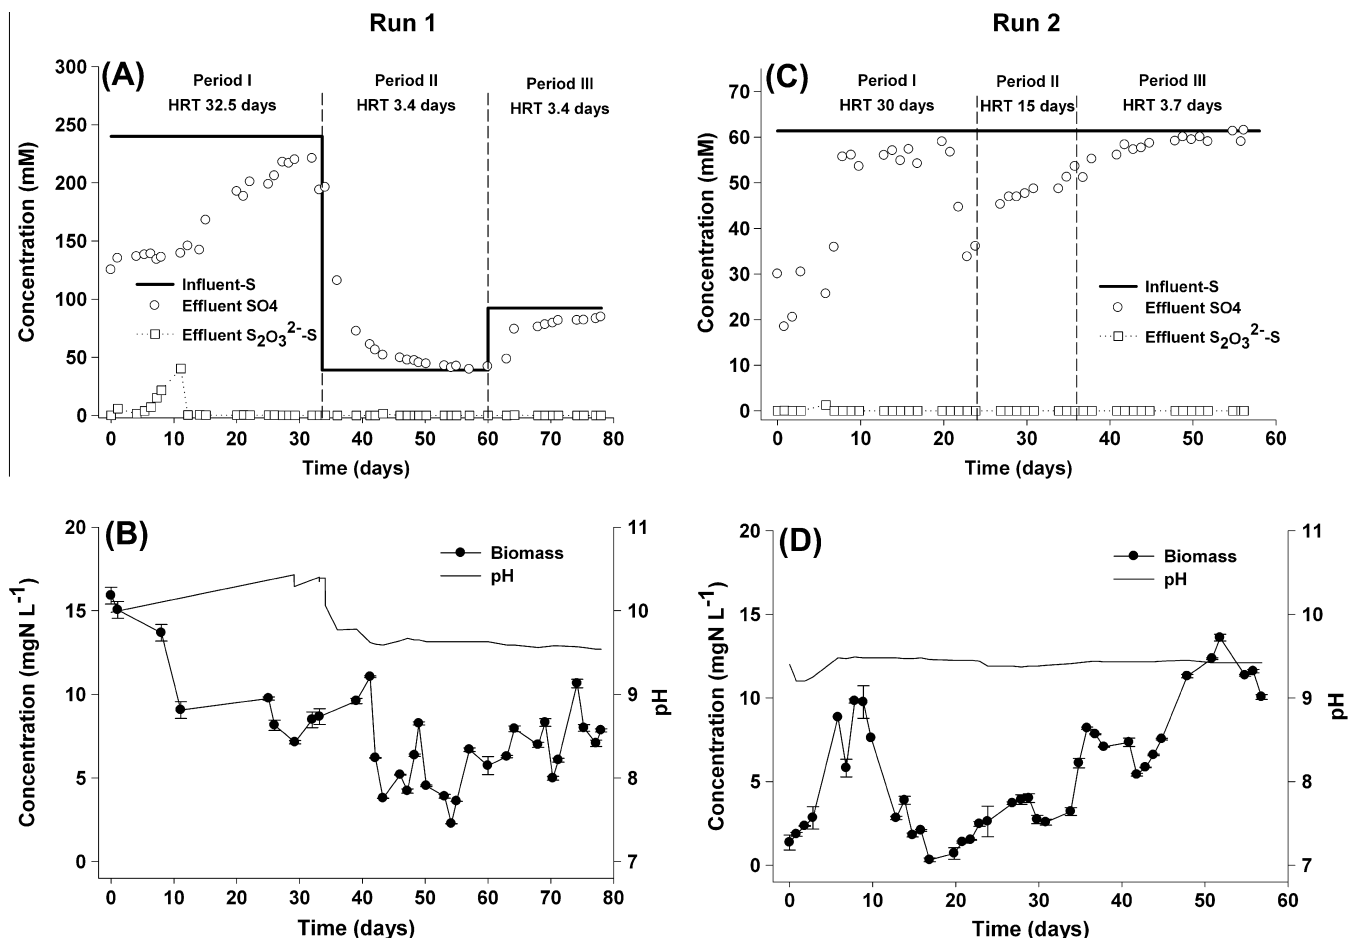 Run 1
Run 2
(A)
Period I
HRT 32.5 days
Period II
HRT 3.4 days
Period III
HRT 3.4 days
Concentration (mM)
300
250
200
150
100
50
0
Influent-S
Effluent SO4
Effluent S2O3^2--S
0 10 20 30 40 50 60 70 80
Time (days)
(C)
Period I
HRT 30 days
Period II
HRT 15 days
Period III
HRT 3.7 days
Concentration (mM)
70
60
50
40
30
20
10
0
Influent-S
Effluent SO4
Effluent S2O3^2--S
0 10 20 30 40 50 60
Time (days)
(B)
Concentration (mgN L^-1)
20
15
10
5
0
Biomass
pH
11
10
9
8
7
pH
0 10 20 30 40 50 60 70 80
Time (days)
(D)
Concentration (mgN L^-1)
20
15
10
5
0
Biomass
pH
11
10
9
8
7
pH
0 10 20 30 40 50 60
Time (days)